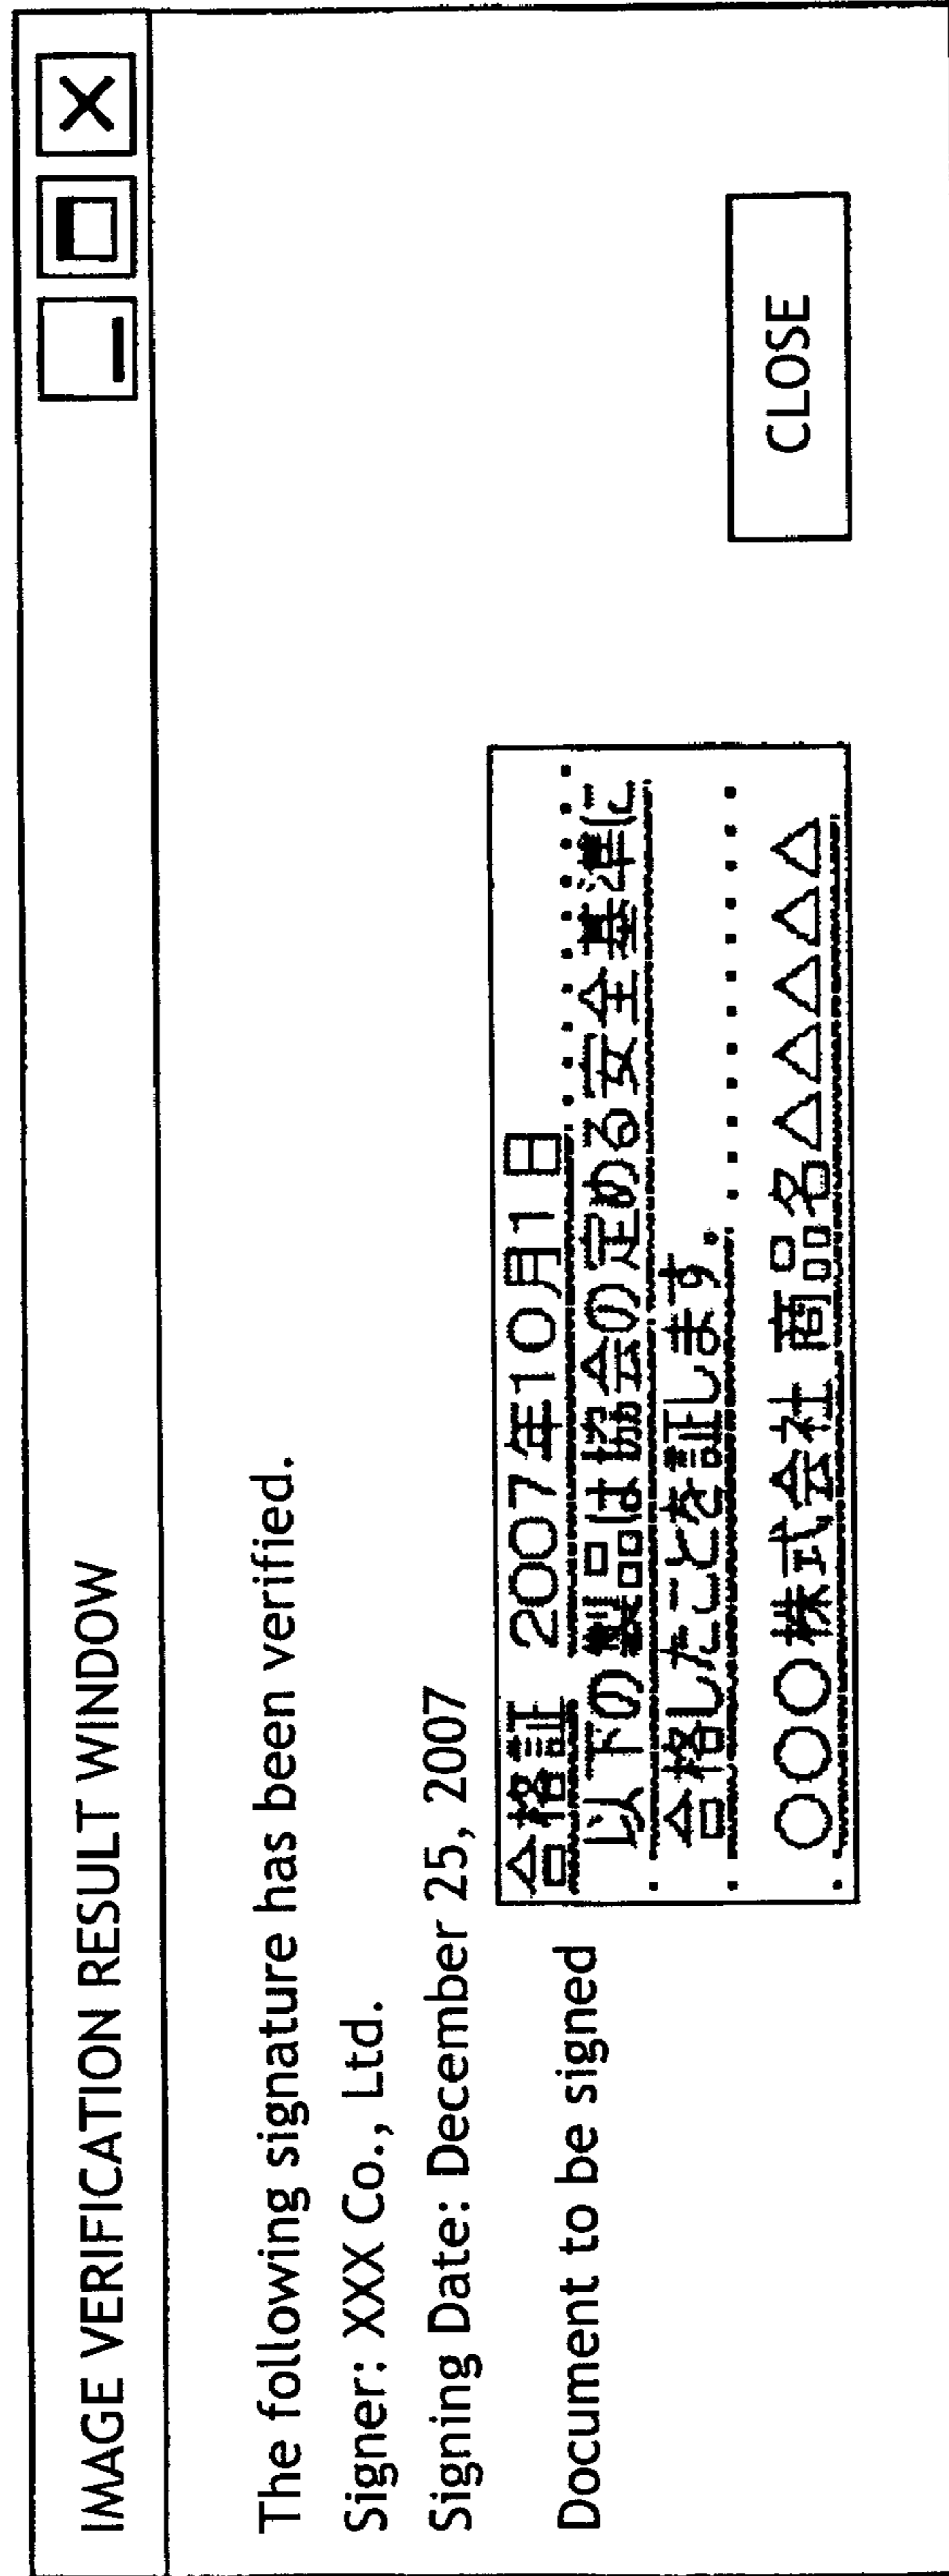 IMAGE VERIFICATION RESULT WINDOW
The following signature has been verified.
Signer: XXX Co., Ltd.
Signing Date: December 25, 2007
Document to be signed
合格証 2007年10月1日
以下の製品は協会の定める安全基準に
合格したことを証します。
○○○株式会社 商品名△△△△△
CLOSE